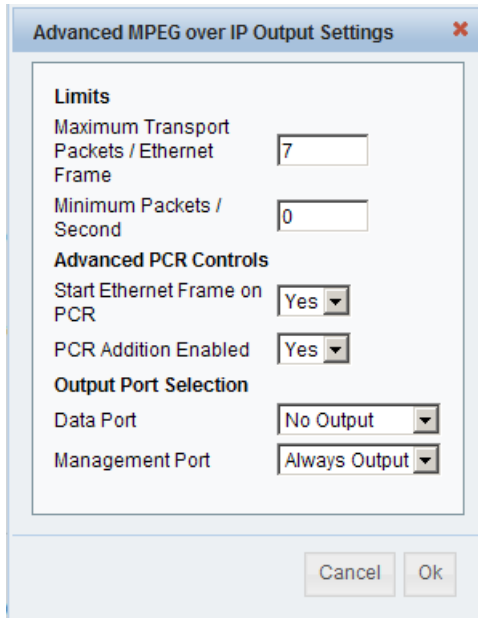 Advanced MPEG over IP Output Settings
Limits
Maximum Transport
Packets / Ethernet
Frame
7
Minimum Packets /
Second
0
Advanced PCR Controls
Start Ethernet Frame on
PCR
Yes
PCR Addition Enabled
Yes
Output Port Selection
Data Port
No Output
Management Port
Always Output
Cancel
Ok